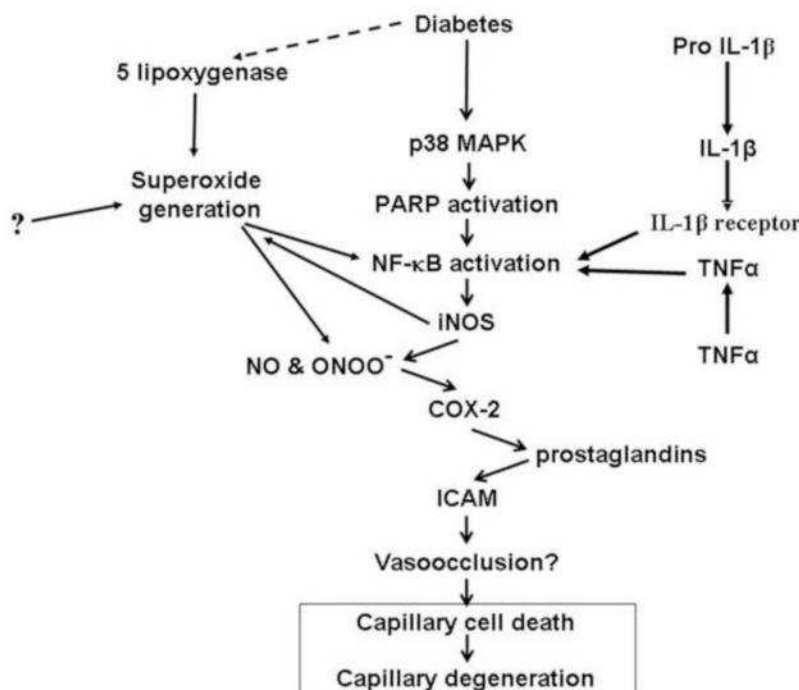 Diabetes
Pro IL-1β
5 lipoxygenase
p38 MAPK
IL-1β
Superoxide
generation
?
PARP activation
IL-1β receptor
NF-κB activation
TNFα
iNOS
NO & ONOO⁻
TNFα
COX-2
prostaglandins
ICAM
Vasoocclusion?
Capillary cell death
Capillary degeneration